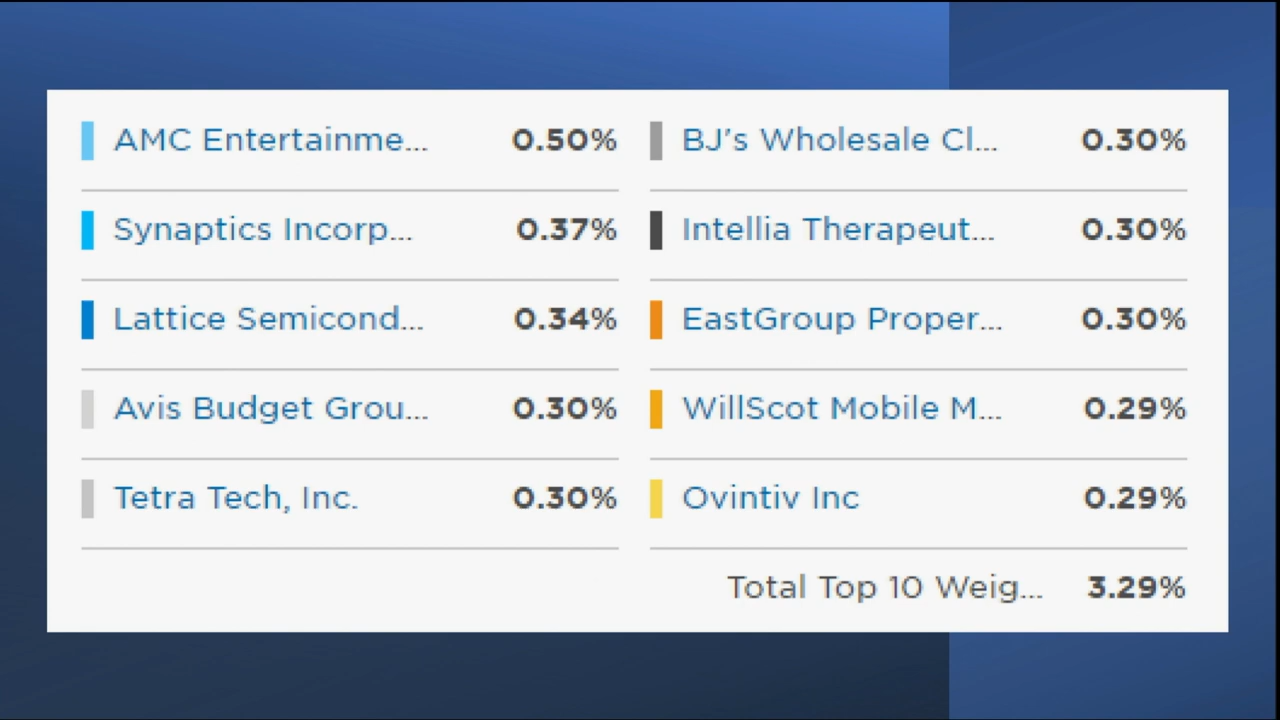 AMC Entertainme... 0.50%
Synaptics Incorp... 0.37%
Lattice Semicond... 0.34%
Avis Budget Grou... 0.30%
Tetra Tech, Inc. 0.30%
BJ's Wholesale Cl... 0.30%
Intellia Therapeut... 0.30%
EastGroup Proper... 0.30%
WillScot Mobile M... 0.29%
Ovintiv Inc 0.29%
Total Top 10 Weig... 3.29%